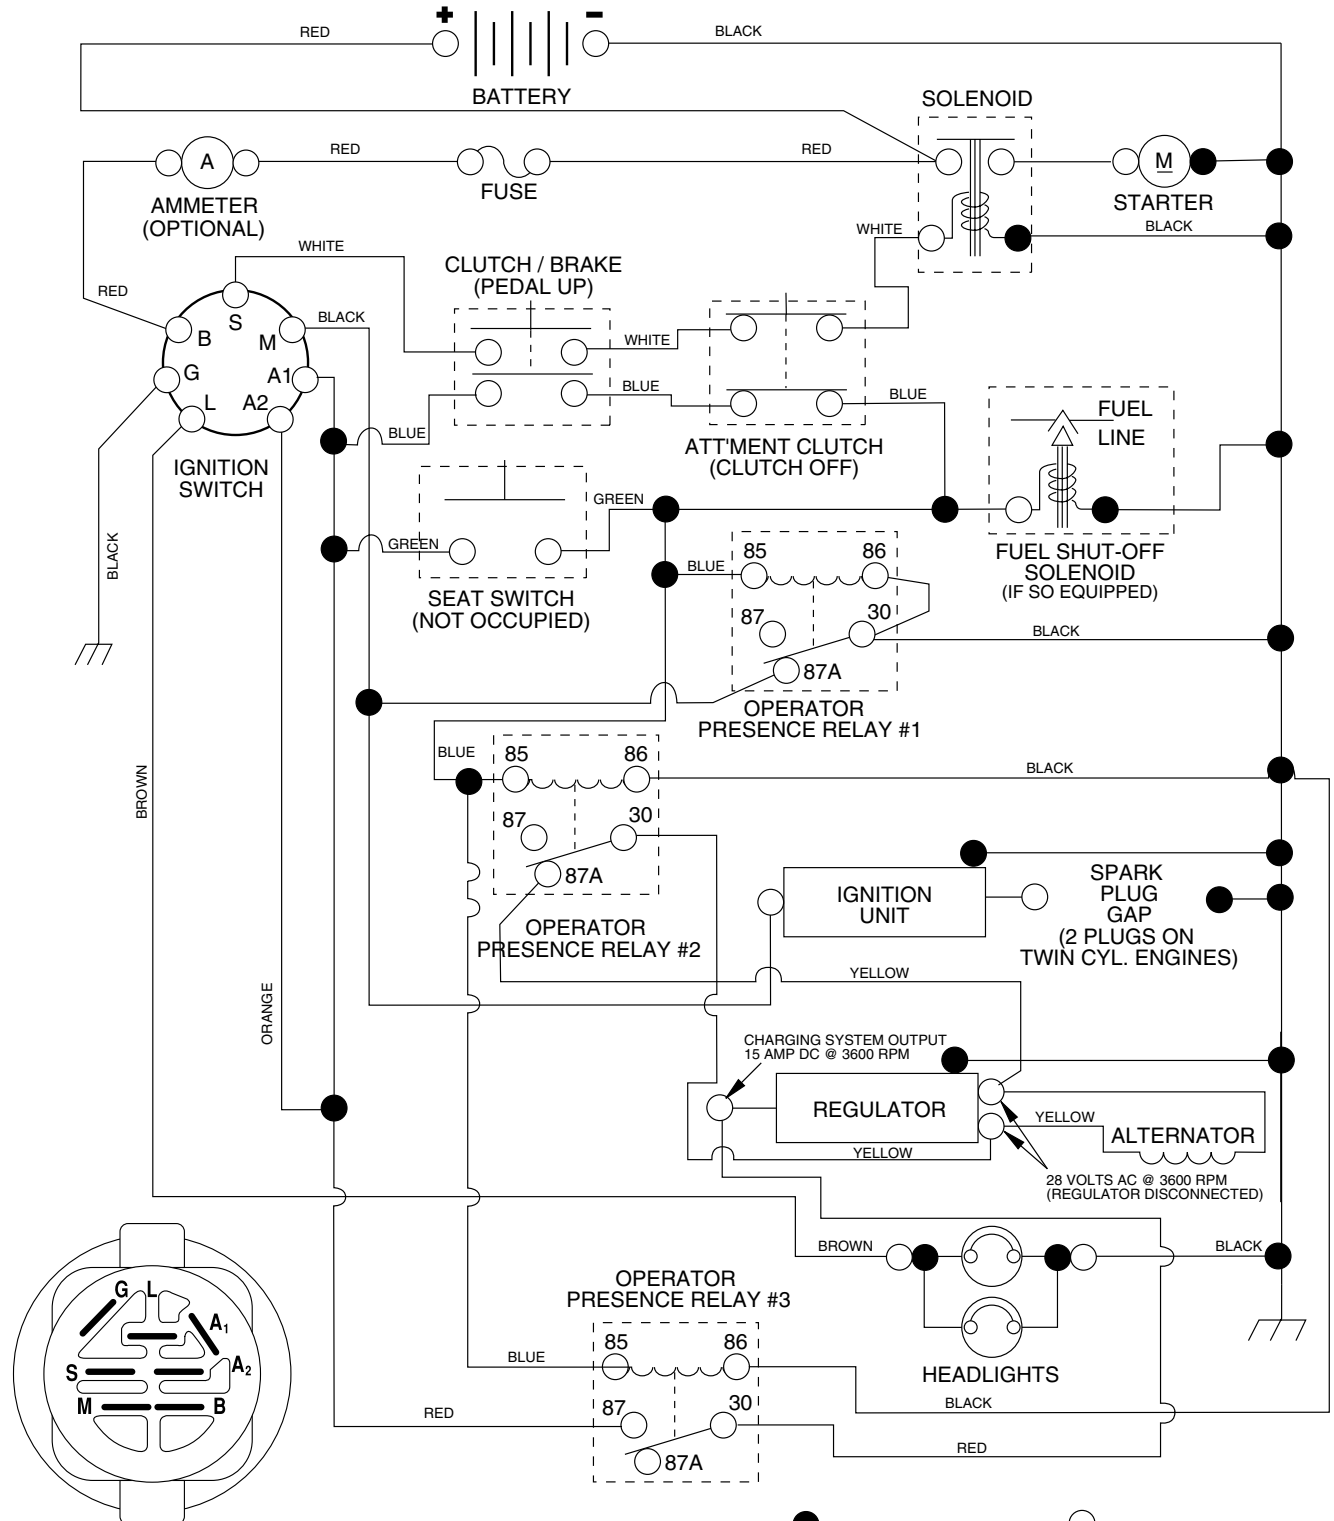 + -
RED
BLACK
BATTERY
SOLENOID
A
RED
RED
M
AMMETER
(OPTIONAL)
FUSE
STARTER
WHITE
WHITE
BLACK
CLUTCH / BRAKE
(PEDAL UP)
RED
S
B
M
BLACK
G
A1
L
A2
WHITE
BLUE
BLUE
BLUE
IGNITION
SWITCH
ATT'MENT CLUTCH
(CLUTCH OFF)
FUEL
LINE
GREEN
GREEN
SEAT SWITCH
(NOT OCCUPIED)
FUEL SHUT-OFF
SOLENOID
(IF SO EQUIPPED)
BLACK
BLUE
85
86
87
30
87A
BLACK
OPERATOR
PRESENCE RELAY #1
BLUE
85
86
87
30
87A
BLACK
OPERATOR
PRESENCE RELAY #2
BROWN
ORANGE
IGNITION
UNIT
SPARK
PLUG
GAP
(2 PLUGS ON
TWIN CYL. ENGINES)
YELLOW
CHARGING SYSTEM OUTPUT
15 AMP DC @ 3600 RPM
REGULATOR
YELLOW
ALTERNATOR
YELLOW
28 VOLTS AC @ 3600 RPM
(REGULATOR DISCONNECTED)
BROWN
BLACK
HEADLIGHTS
OPERATOR
PRESENCE RELAY #3
BLUE
85
86
87
30
87A
BLACK
RED
RED
G
L
A1
S
A2
M
B